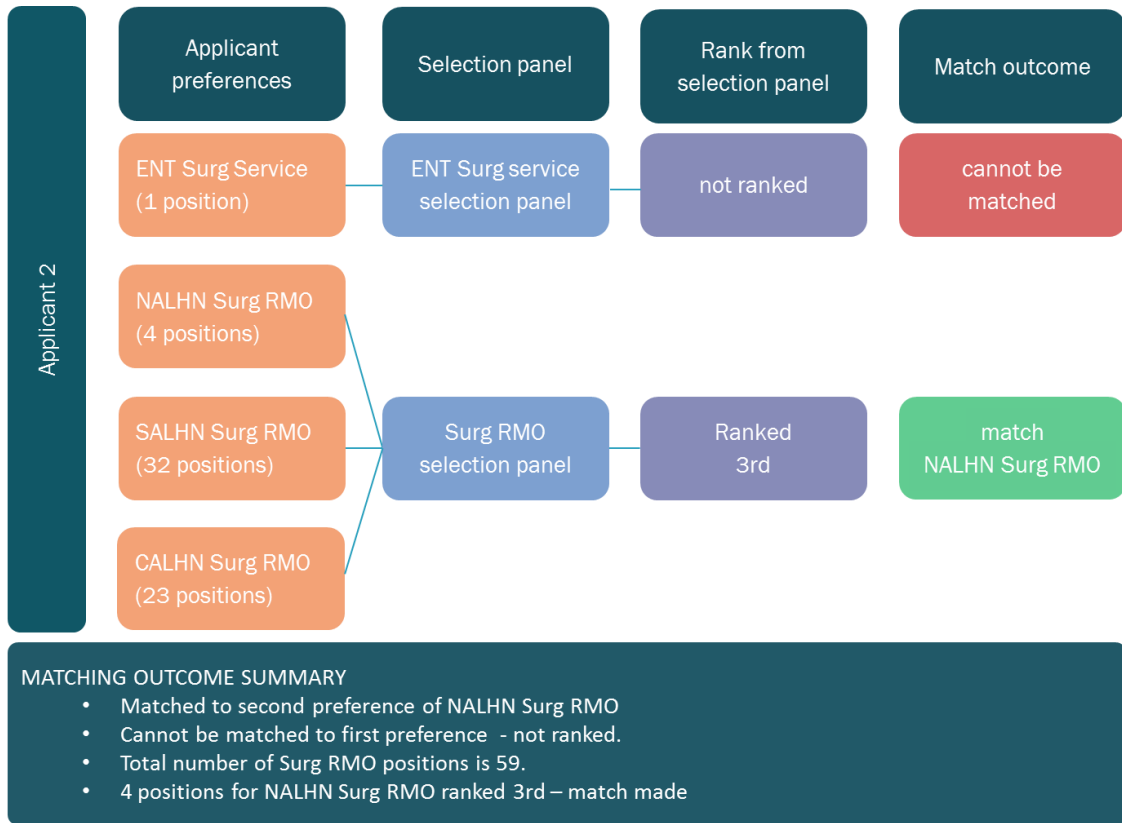 Applicant 2
Applicant
preferences
Selection panel
Rank from
selection panel
Match outcome
ENT Surg Service
(1 position)
ENT Surg service
selection panel
not ranked
cannot be
matched
NALHN Surg RMO
(4 positions)
SALHN Surg RMO
(32 positions)
CALHN Surg RMO
(23 positions)
Surg RMO
selection panel
Ranked
3rd
match
NALHN Surg RMO
MATCHING OUTCOME SUMMARY
• Matched to second preference of NALHN Surg RMO
• Cannot be matched to first preference - not ranked.
• Total number of Surg RMO positions is 59.
• 4 positions for NALHN Surg RMO ranked 3rd – match made